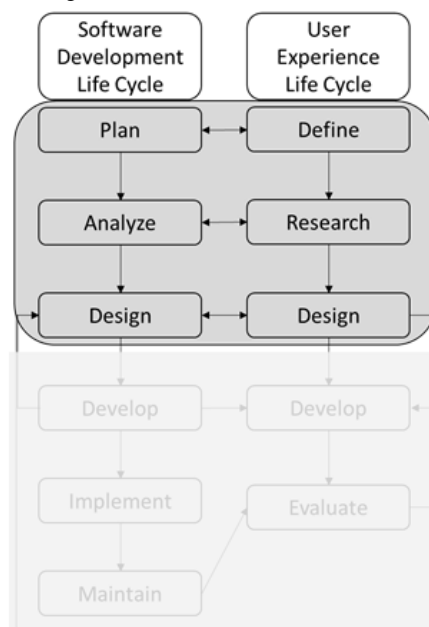 Software
Development
Life Cycle
User
Experience
Life Cycle
Plan
Define
Analyze
Research
Design
Design
Develop
Develop
Implement
Evaluate
Maintain